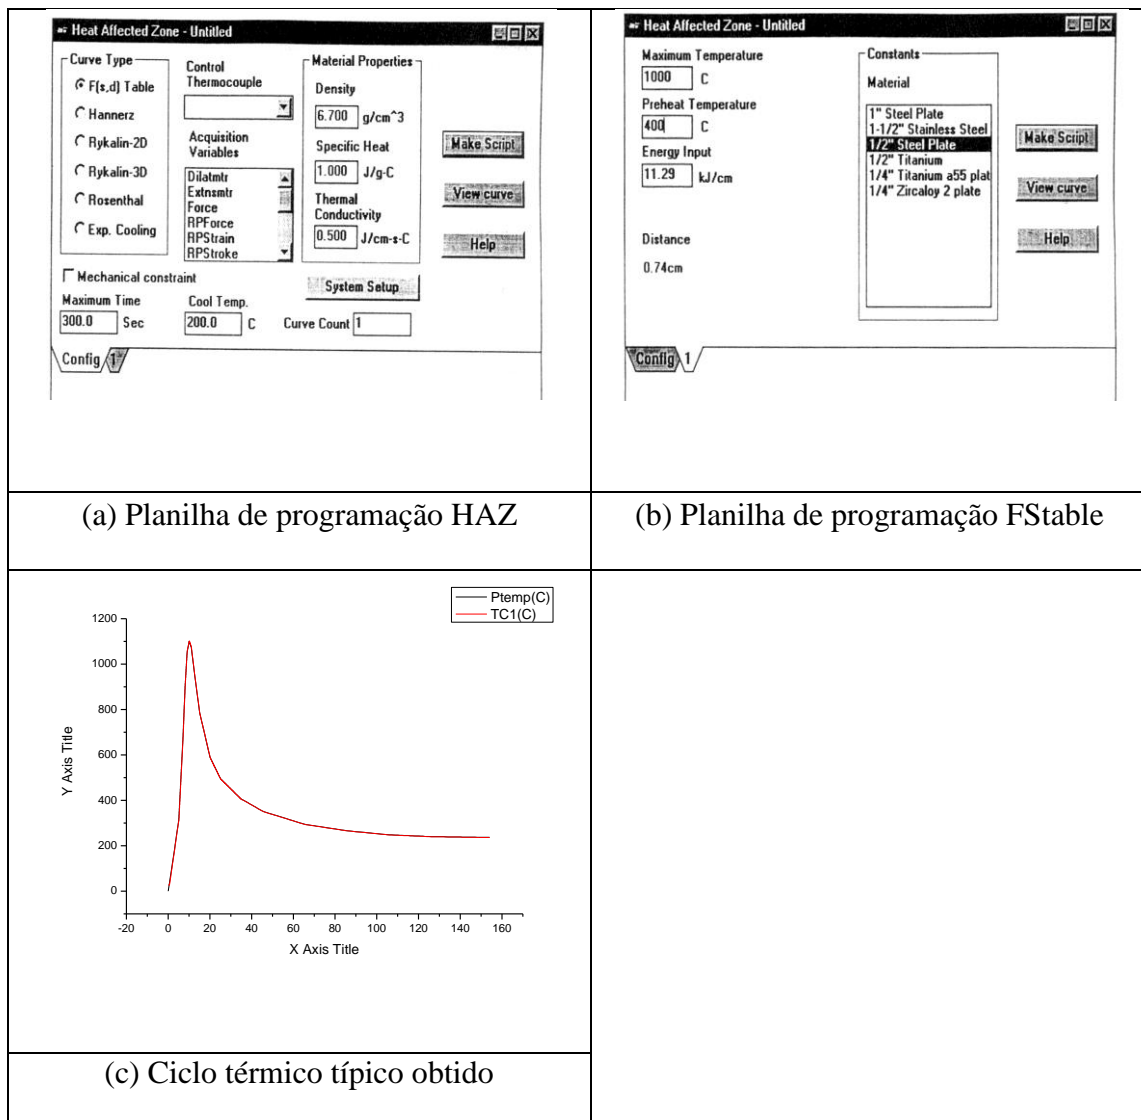 Heat Affected Zone - Untitled
Curve Type
F(s,d) Table
Hannerz
Rykalin-2D
Rykalin-3D
Rosenthal
Exp. Cooling
Control
Thermocouple
Acquisition
Variables
Dilatmtr
Extnsmtr
Force
RPForce
RPStrain
RPStroke
Material Properties
Density
6.700 g/cm^3
Specific Heat
1.000 J/g-C
Thermal
Conductivity
0.500 J/cm-s-C
Make Script
View curve
Help
Mechanical constraint
System Setup
Maximum Time
300.0 Sec
Cool Temp.
200.0 C
Curve Count 1
Config 1
Heat Affected Zone - Untitled
Maximum Temperature
1000 C
Preheat Temperature
400 C
Energy Input
11.29 kJ/cm
Distance
0.74cm
Constants
Material
1" Steel Plate
1-1/2" Stainless Steel
1/2" Steel Plate
1/2" Titanium
1/4" Titanium a55 plat
1/4" Zircaloy 2 plate
Make Script
View curve
Help
Config 1
(a) Planilha de programação HAZ
(b) Planilha de programação FStable
Ptemp(C)
TC1(C)
1200
1000
800
600
400
200
0
Y Axis Title
-20 0 20 40 60 80 100 120 140 160
X Axis Title
(c) Ciclo térmico típico obtido